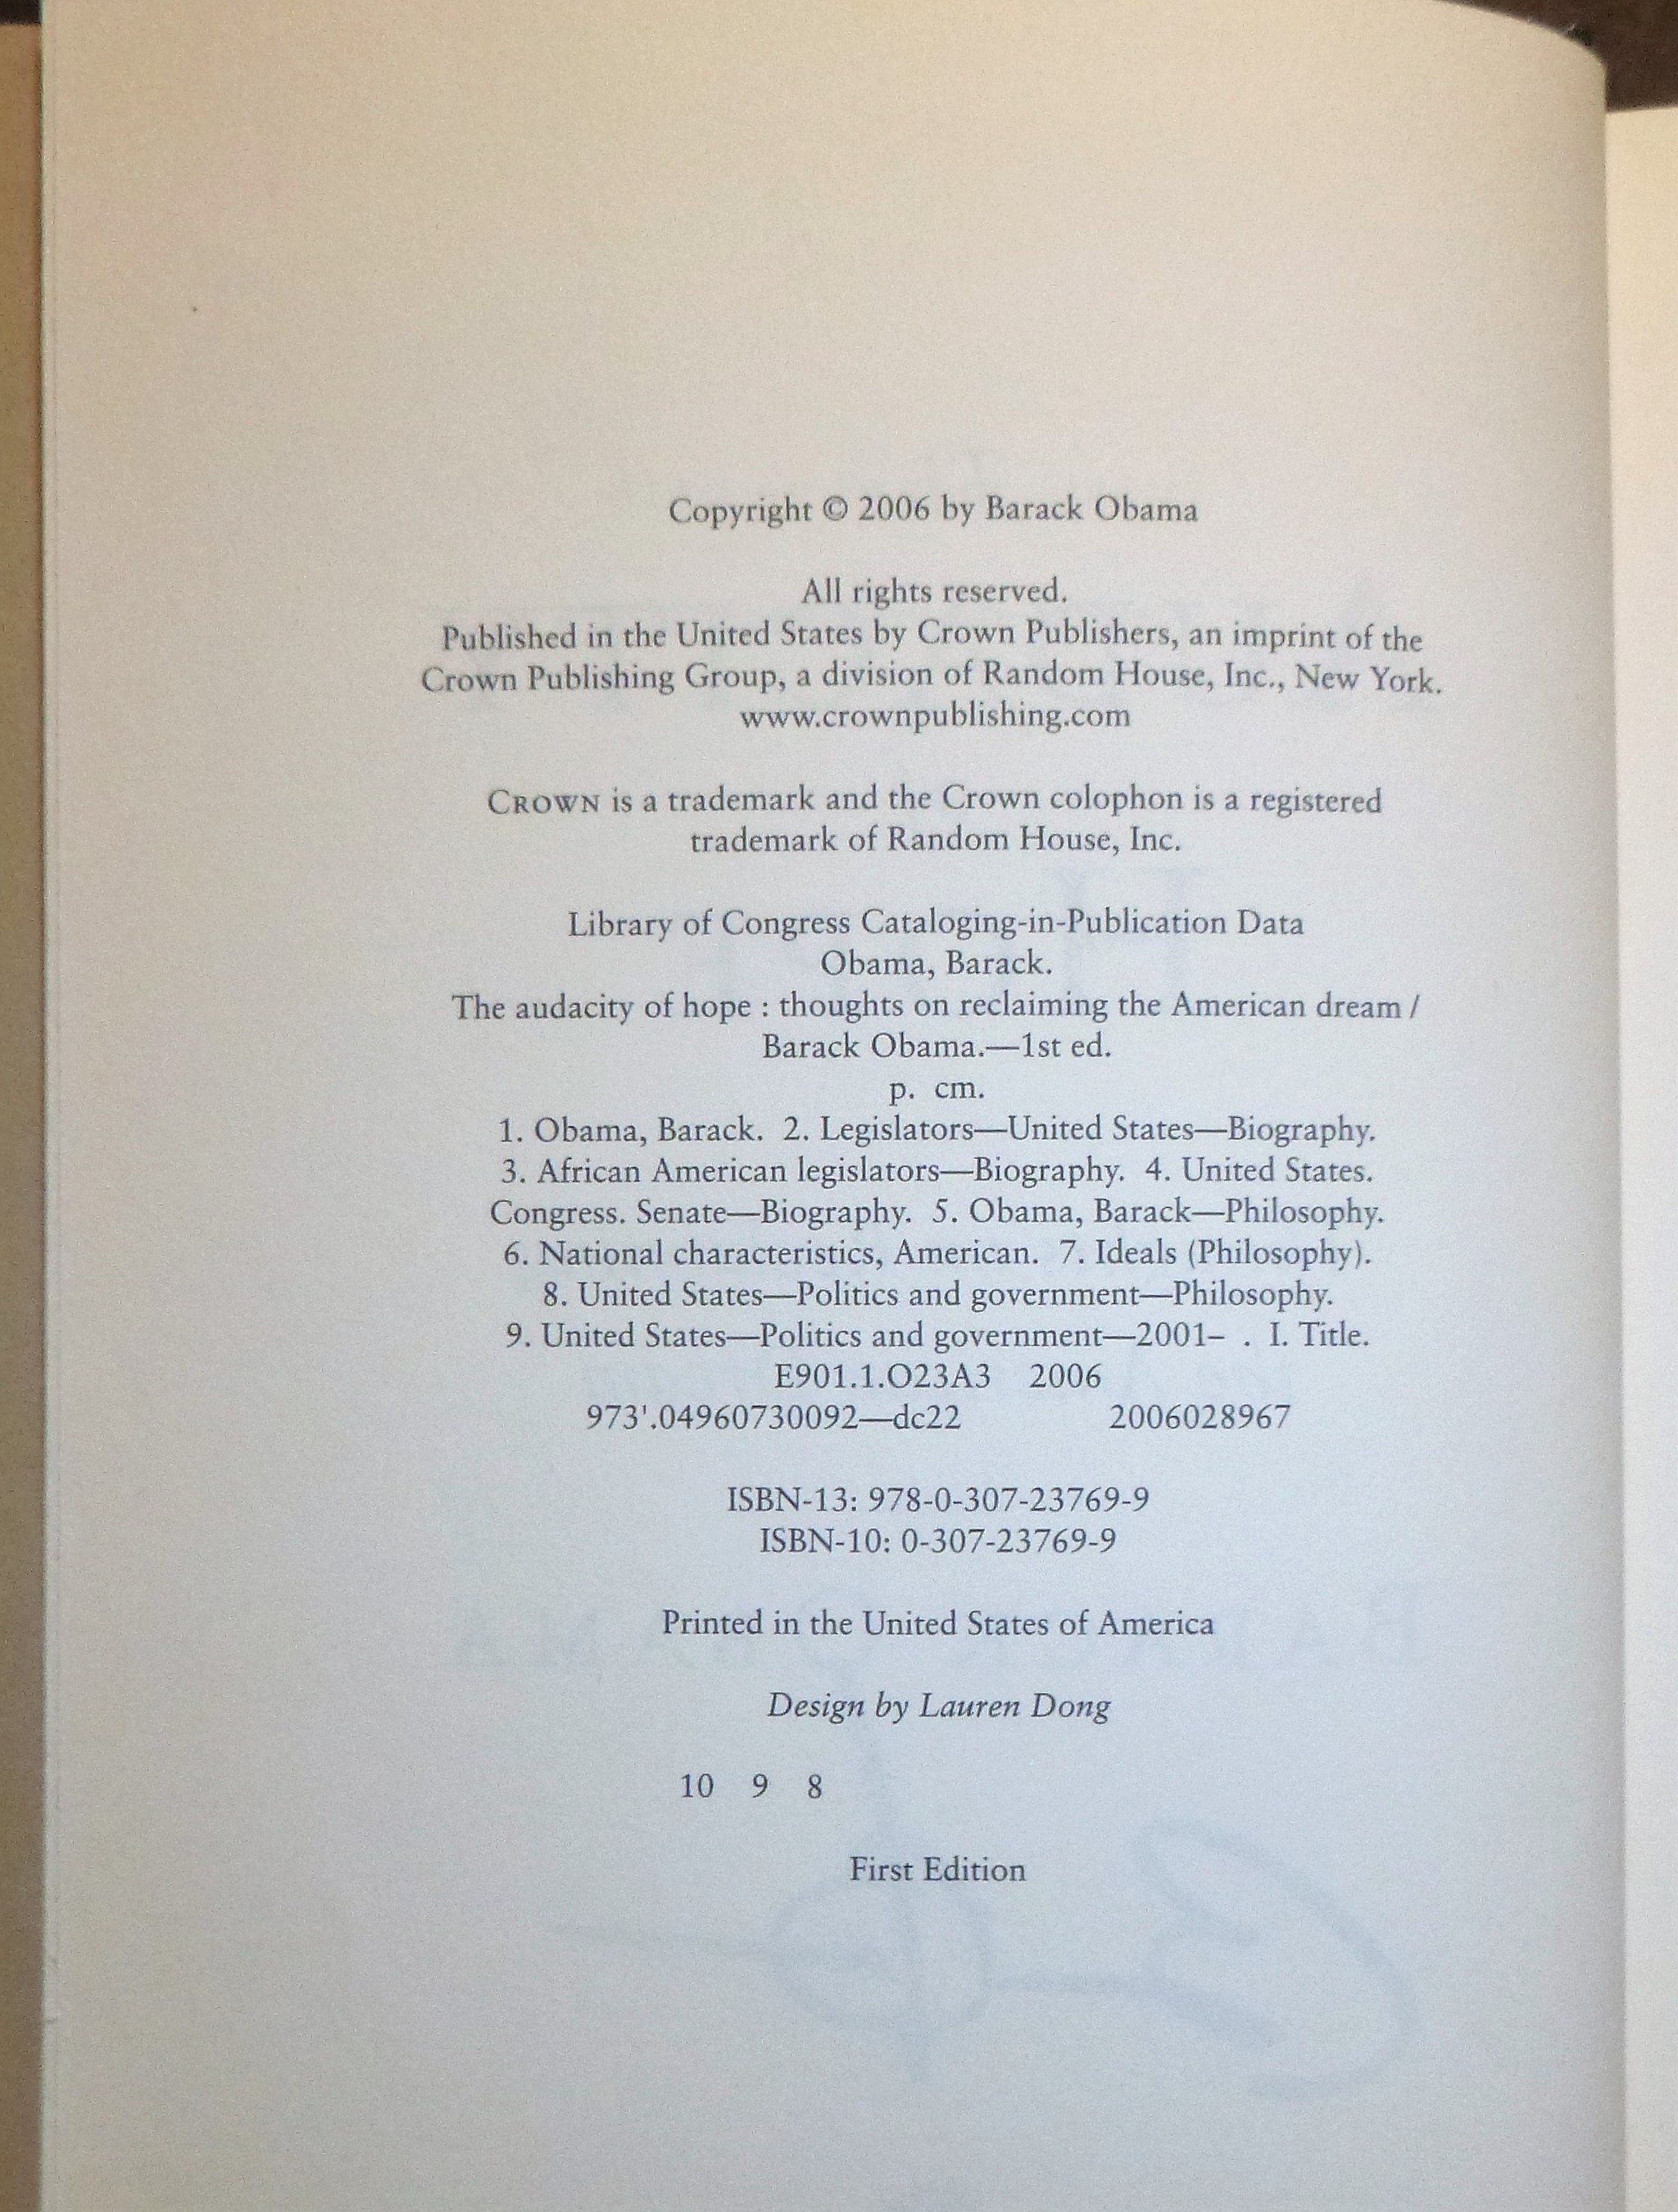 Copyright © 2006 by Barack Obama
All rights reserved.
Published in the United States by Crown Publishers, an imprint of the
Crown Publishing Group, a division of Random House, Inc., New York.
www.crownpublishing.com
CROWN is a trademark and the Crown colophon is a registered
trademark of Random House, Inc.
Library of Congress Cataloging-in-Publication Data
Obama, Barack.
The audacity of hope : thoughts on reclaiming the American dream /
Barack Obama.—1st ed.
p. cm.
1. Obama, Barack. 2. Legislators—United States—Biography.
3. African American legislators—Biography. 4. United States.
Congress. Senate—Biography. 5. Obama, Barack—Philosophy.
6. National characteristics, American. 7. Ideals (Philosophy).
8. United States—Politics and government—Philosophy.
9. United States—Politics and government—2001– . I. Title.
E901.1.O23A3 2006
973'.04960730092—dc22 2006028967
ISBN-13: 978-0-307-23769-9
ISBN-10: 0-307-23769-9
Printed in the United States of America
Design by Lauren Dong
10 9 8
First Edition